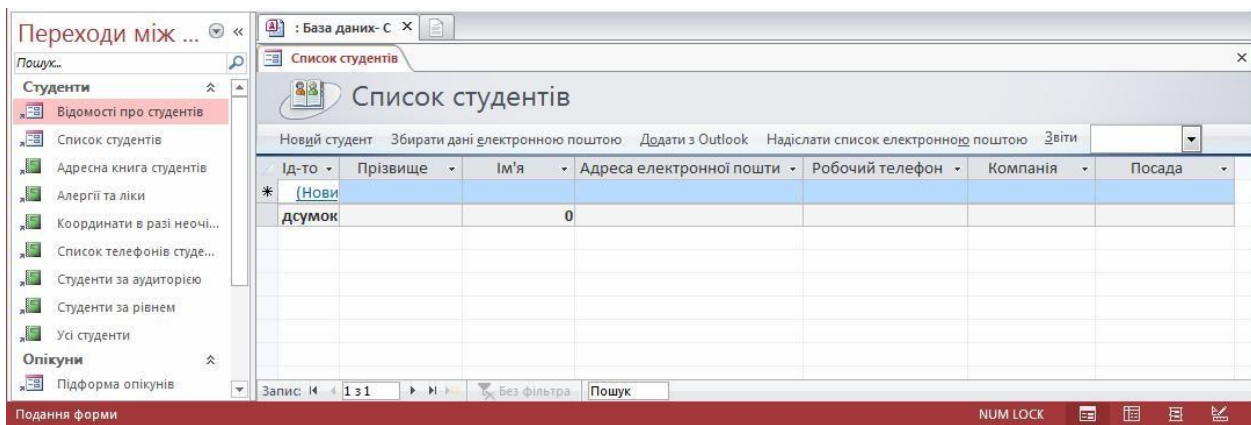 Переходи між ...
Пошук...
Студенти
Відомості про студентів
Список студентів
Адресна книга студентів
Алергії та ліки
Координати в разі неочі...
Список телефонів студе...
Студенти за аудиторією
Студенти за рівнем
Усі студенти
Опікуни
Підформа опікунів
: База даних- С
Список студентів
Список студентів
Новий студент Збирати дані електронною поштою Додати з Outlook Надіслати список електронною поштою Звіти
Ід-то Прізвище Ім'я Адреса електронної пошти Робочий телефон Компанія Посада
* (Нови
дсумок 0
Запис: 1 з 1 Без фільтра Пошук
Подання форми NUM LOCK